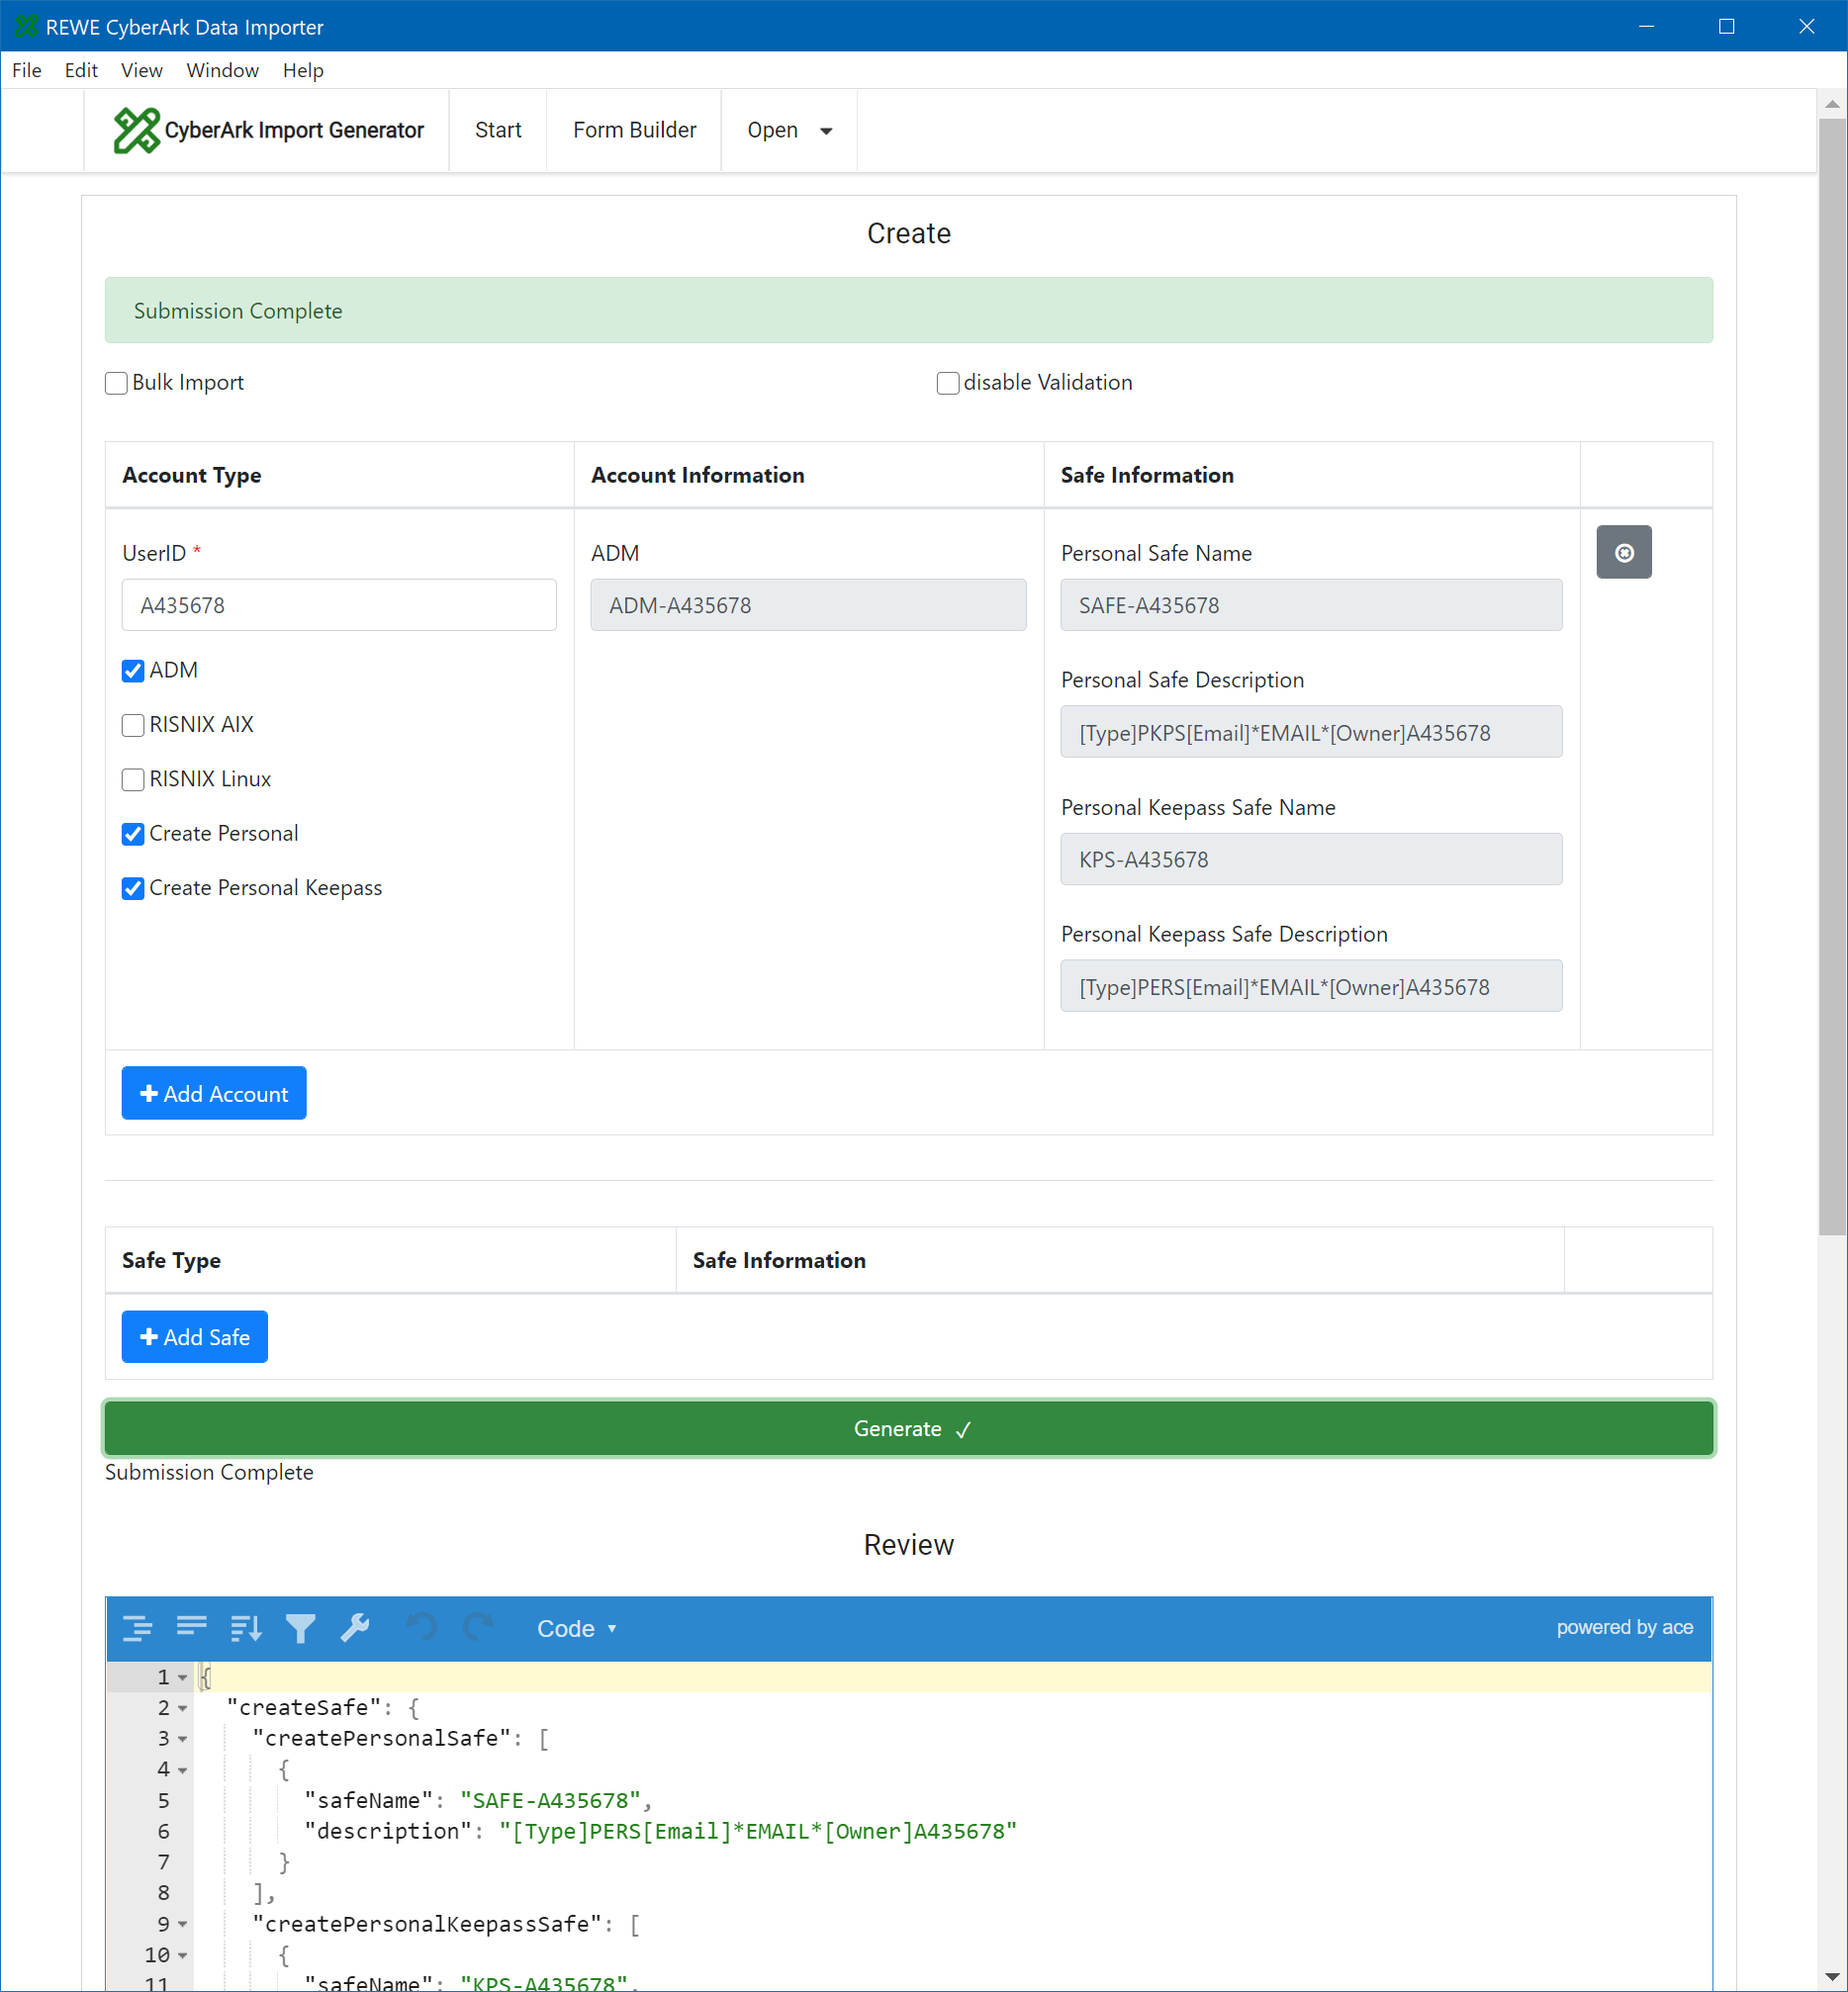 REWE CyberArk Data Importer
File Edit View Window Help
CyberArk Import Generator Start Form Builder Open
Create
Submission Complete
Bulk Import disable Validation
Account Type Account Information Safe Information
UserID * ADM Personal Safe Name
A435678 ADM-A435678 SAFE-A435678
ADM Personal Safe Description
RISNIX AIX [Type]PKPS[Email]*EMAIL*[Owner]A435678
RISNIX Linux Personal Keepass Safe Name
Create Personal KPS-A435678
Create Personal Keepass
Personal Keepass Safe Description
[Type]PERS[Email]*EMAIL*[Owner]A435678
Add Account
Safe Type Safe Information
Add Safe
Generate ✓
Submission Complete
Review
Code powered by ace
1 {
2 "createSafe": {
3 "createPersonalSafe": [
4 {
5 "safeName": "SAFE-A435678",
6 "description": "[Type]PERS[Email]*EMAIL*[Owner]A435678"
7 }
8 ],
9 "createPersonalKeepassSafe": [
10 {
11 "safeName": "KPS-A435678",